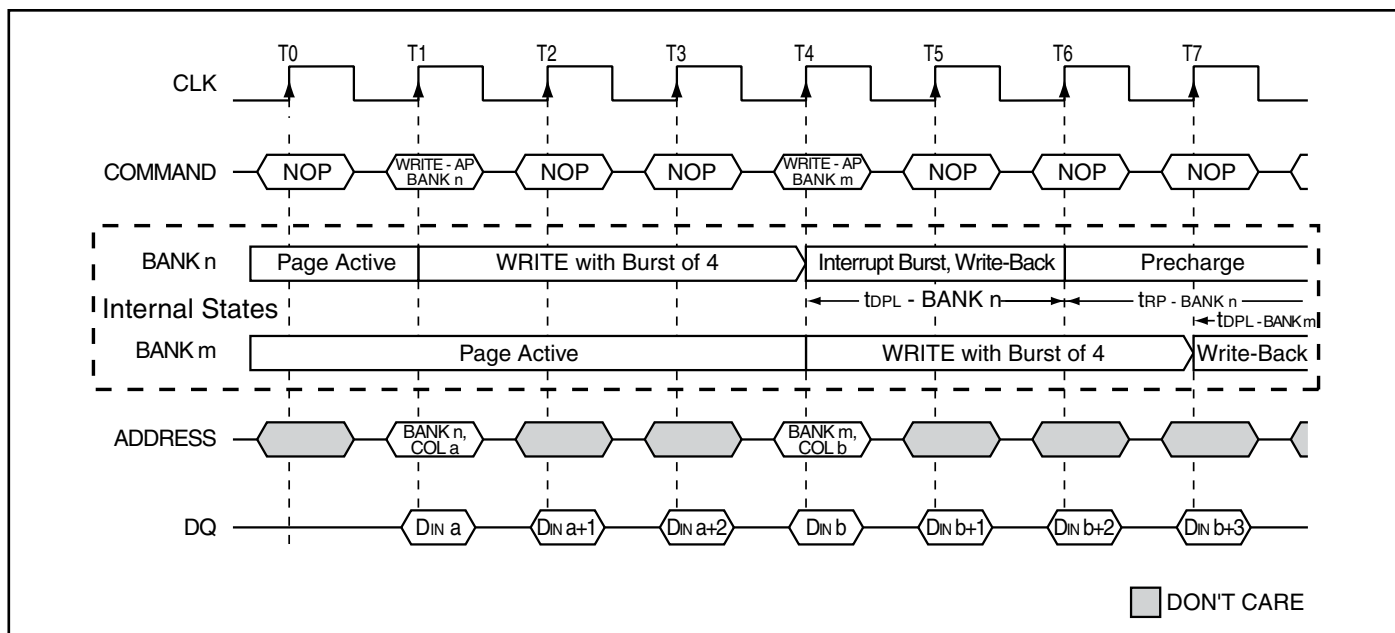 T0 T1 T2 T3 T4 T5 T6 T7
CLK
COMMAND NOP WRITE - AP BANK n NOP NOP WRITE - AP BANK m NOP NOP NOP
BANK n Page Active WRITE with Burst of 4 Interrupt Burst, Write-Back Precharge
Internal States tDPL - BANK n tRP - BANK n
tDPL - BANK m
BANK m Page Active WRITE with Burst of 4 Write-Back
ADDRESS BANK n, COL a BANK m, COL b
DQ DIN a DIN a+1 DIN a+2 DIN b DIN b+1 DIN b+2 DIN b+3
DON'T CARE